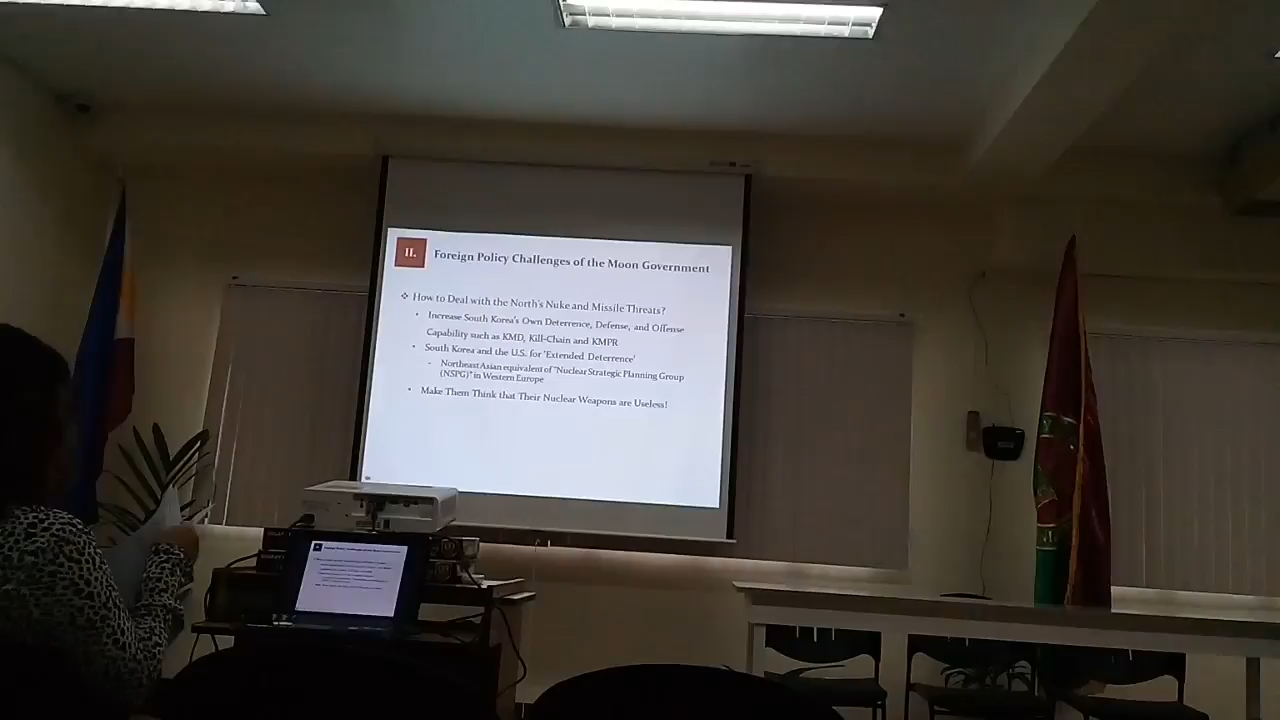 II. Foreign Policy Challenges of the Moon Government
❖ How to Deal with the North's Nuke and Missile Threats?
• Increase South Korea's Own Deterrence, Defense, and Offense
Capability such as KMD, Kill-Chain and KMPR
• South Korea and the U.S. for 'Extended Deterrence'
- Northeast Asian equivalent of "Nuclear Strategic Planning Group
(NSPG)" in Western Europe
• Make Them Think that Their Nuclear Weapons are Useless!